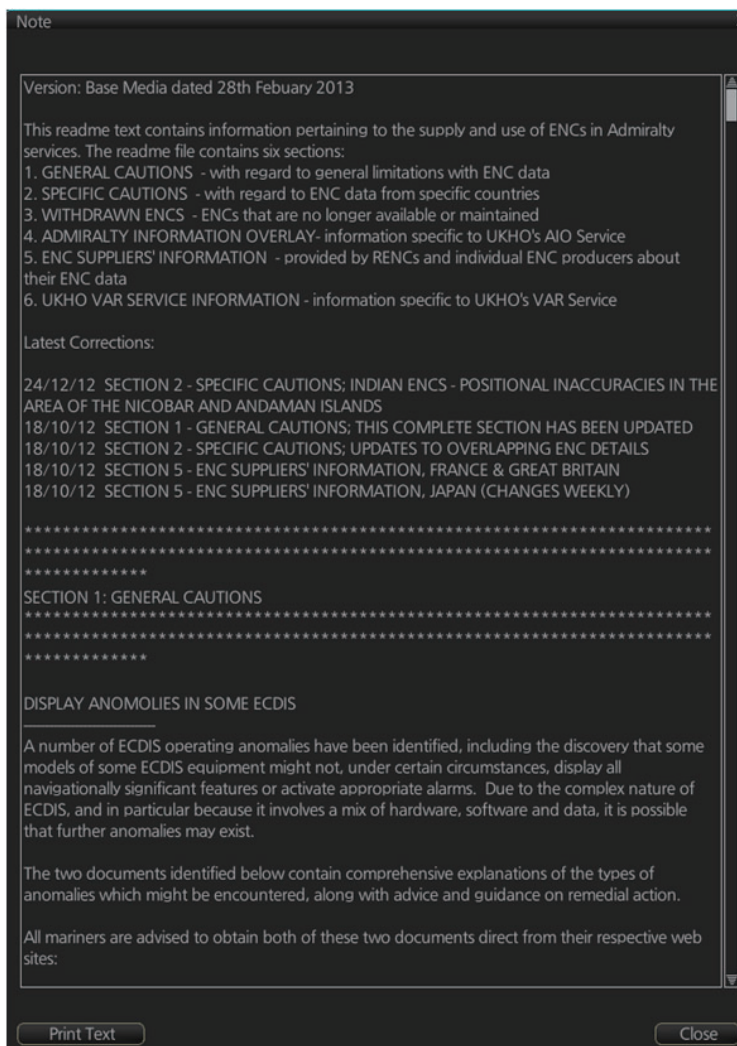 Note
Version: Base Media dated 28th Febuary 2013
This readme text contains information pertaining to the supply and use of ENCs in Admiralty
services. The readme file contains six sections:
1. GENERAL CAUTIONS - with regard to general limitations with ENC data
2. SPECIFIC CAUTIONS - with regard to ENC data from specific countries
3. WITHDRAWN ENCS - ENCs that are no longer available or maintained
4. ADMIRALTY INFORMATION OVERLAY- information specific to UKHO's AIO Service
5. ENC SUPPLIERS' INFORMATION - provided by RENCs and individual ENC producers about
their ENC data
6. UKHO VAR SERVICE INFORMATION - information specific to UKHO's VAR Service
Latest Corrections:
24/12/12 SECTION 2 - SPECIFIC CAUTIONS; INDIAN ENCS - POSITIONAL INACCURACIES IN THE
AREA OF THE NICOBAR AND ANDAMAN ISLANDS
18/10/12 SECTION 1 - GENERAL CAUTIONS; THIS COMPLETE SECTION HAS BEEN UPDATED
18/10/12 SECTION 2 - SPECIFIC CAUTIONS; UPDATES TO OVERLAPPING ENC DETAILS
18/10/12 SECTION 5 - ENC SUPPLIERS' INFORMATION, FRANCE & GREAT BRITAIN
18/10/12 SECTION 5 - ENC SUPPLIERS' INFORMATION, JAPAN (CHANGES WEEKLY)
************************************************************************
************************************************************************
*************
SECTION 1: GENERAL CAUTIONS
************************************************************************
************************************************************************
*************
DISPLAY ANOMOLIES IN SOME ECDIS
____________________
A number of ECDIS operating anomalies have been identified, including the discovery that some
models of some ECDIS equipment might not, under certain circumstances, display all
navigationally significant features or activate appropriate alarms. Due to the complex nature of
ECDIS, and in particular because it involves a mix of hardware, software and data, it is possible
that further anomalies may exist.
The two documents identified below contain comprehensive explanations of the types of
anomalies which might be encountered, along with advice and guidance on remedial action.
All mariners are advised to obtain both of these two documents direct from their respective web
sites:
Print Text
Close